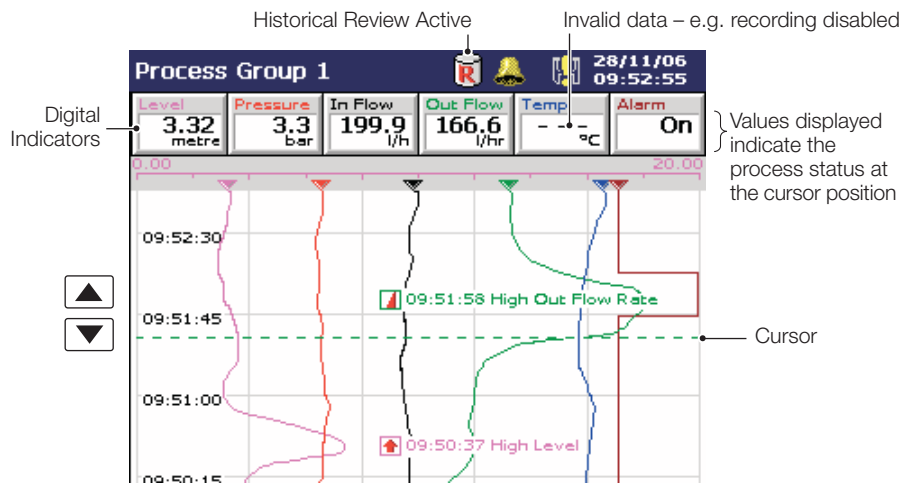 Historical Review Active
Invalid data – e.g. recording disabled
Process Group 1
R
28/11/06
09:52:55
Digital
Indicators
Level
3.32
metre
Pressure
3.3
bar
In Flow
199.9
l/h
Out Flow
166.6
l/hr
Temp
- - -
°C
Alarm
On
Values displayed
indicate the
process status at
the cursor position
0.00
20.00
09:52:30
09:51:58 High Out Flow Rate
09:51:45
Cursor
09:51:00
09:50:37 High Level
09:50:15